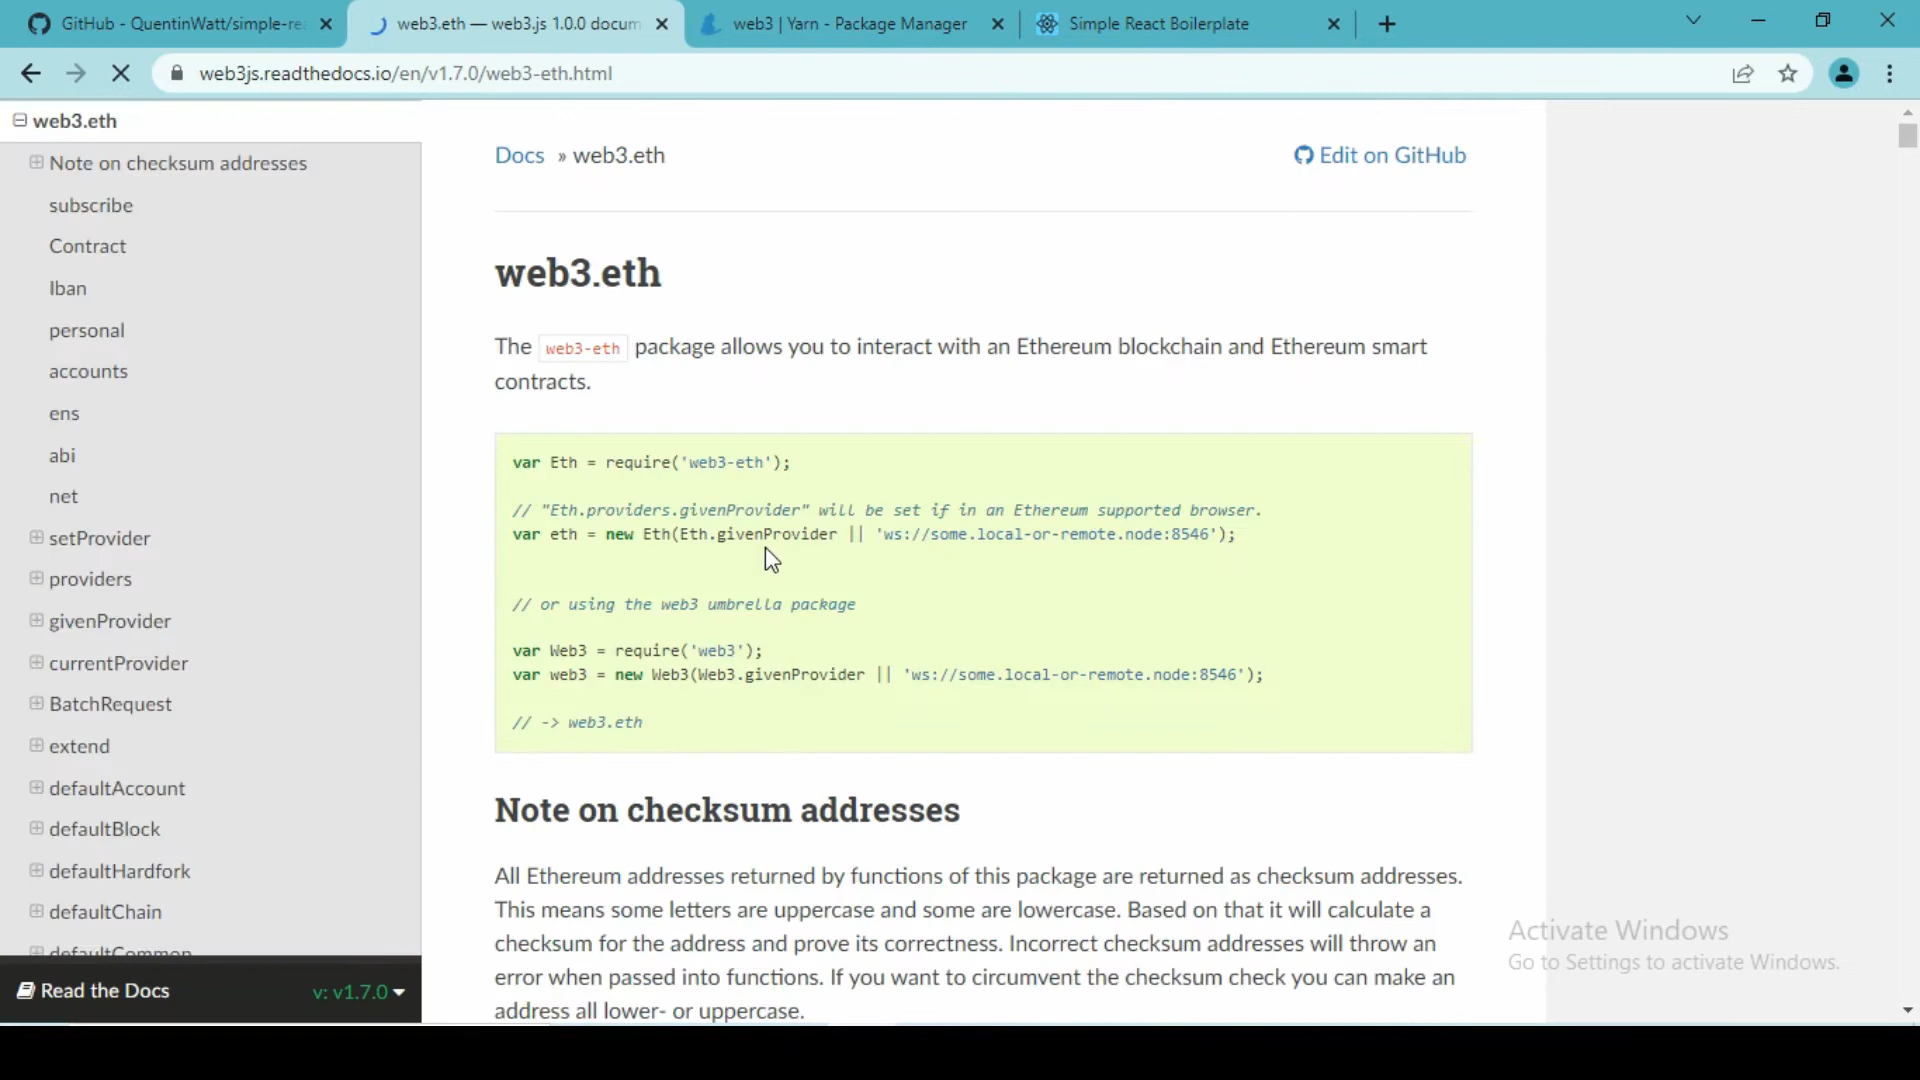 GitHub - QuentinWatt/simple-rea
web3.eth — web3.js 1.0.0 docum
web3 | Yarn - Package Manager
Simple React Boilerplate
web3js.readthedocs.io/en/v1.7.0/web3-eth.html
web3.eth
Note on checksum addresses
subscribe
Contract
Iban
personal
accounts
ens
abi
net
setProvider
providers
givenProvider
currentProvider
BatchRequest
extend
defaultAccount
defaultBlock
defaultHardfork
defaultChain
defaultCommon
Read the Docs
v: v1.7.0
Docs » web3.eth
Edit on GitHub
web3.eth
The web3-eth package allows you to interact with an Ethereum blockchain and Ethereum smart
contracts.
var Eth = require('web3-eth');
// "Eth.providers.givenProvider" will be set if in an Ethereum supported browser.
var eth = new Eth(Eth.givenProvider || 'ws://some.local-or-remote.node:8546');
// or using the web3 umbrella package
var Web3 = require('web3');
var web3 = new Web3(Web3.givenProvider || 'ws://some.local-or-remote.node:8546');
// -> web3.eth
Note on checksum addresses
All Ethereum addresses returned by functions of this package are returned as checksum addresses.
This means some letters are uppercase and some are lowercase. Based on that it will calculate a
checksum for the address and prove its correctness. Incorrect checksum addresses will throw an
error when passed into functions. If you want to circumvent the checksum check you can make an
address all lower- or uppercase.
Activate Windows
Go to Settings to activate Windows.